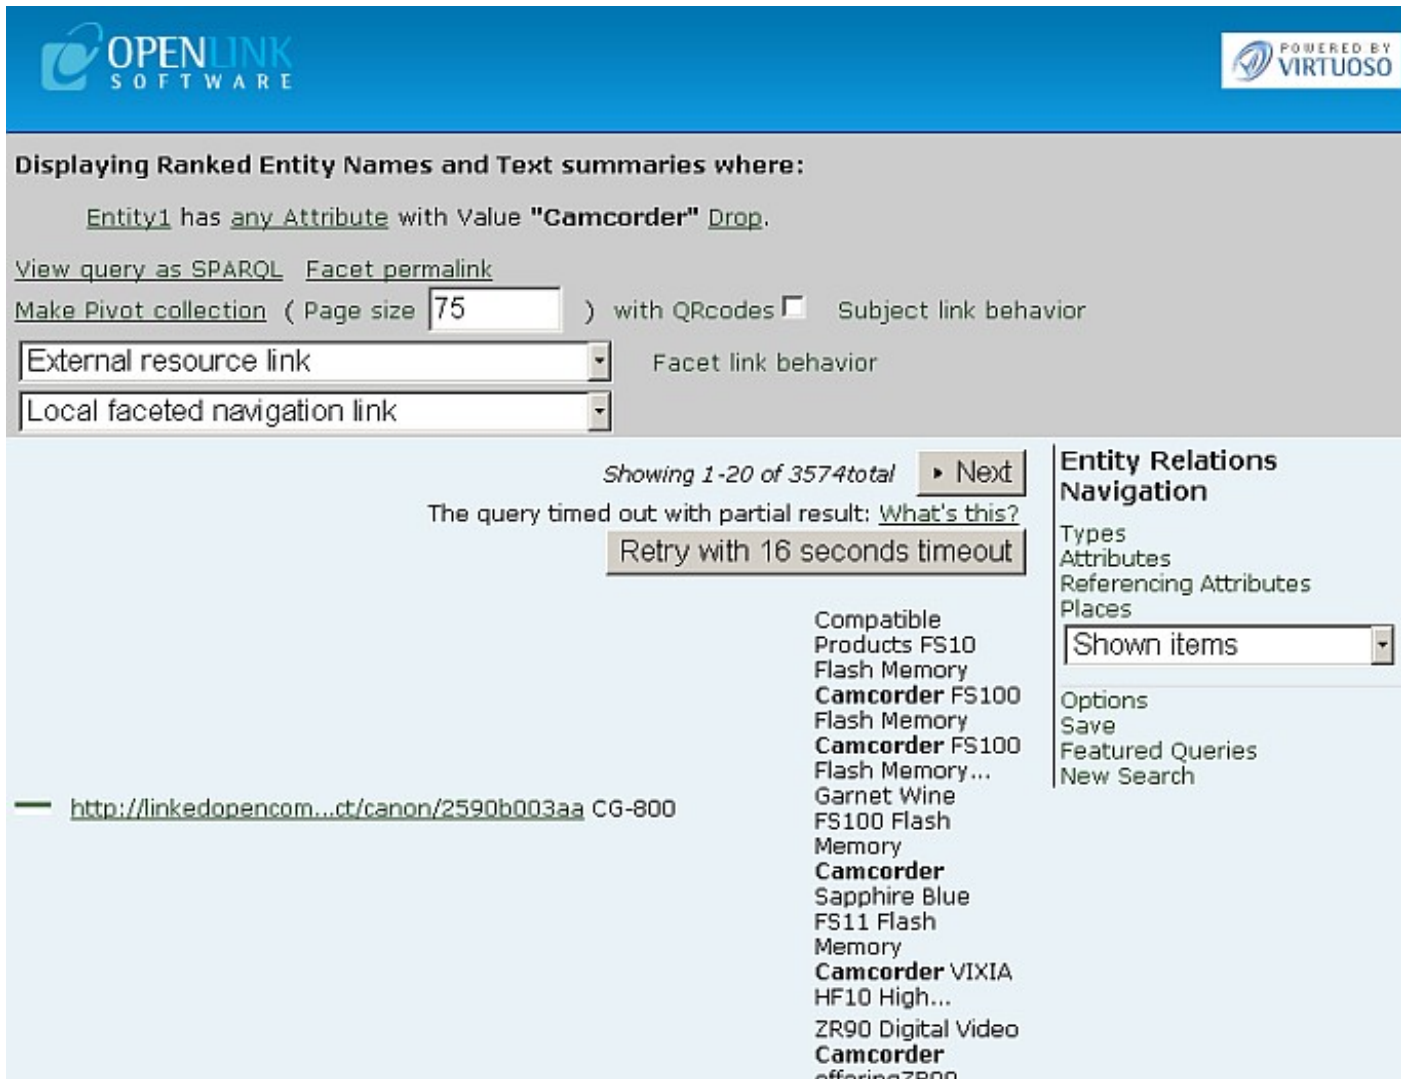 OPENLINK
SOFTWARE
POWERED BY
VIRTUOSO
Displaying Ranked Entity Names and Text summaries where:
Entity1 has any Attribute with Value "Camcorder" Drop.
View query as SPARQL Facet permalink
Make Pivot collection ( Page size 75 ) with QRcodes Subject link behavior
External resource link Facet link behavior
Local faceted navigation link
Showing 1-20 of 3574total Next
The query timed out with partial result: What's this?
Retry with 16 seconds timeout
Entity Relations
Navigation
Types
Attributes
Referencing Attributes
Places
Shown items
Options
Save
Featured Queries
New Search
http://linkedopencom...ct/canon/2590b003aa CG-800
Compatible
Products FS10
Flash Memory
Camcorder FS100
Flash Memory
Camcorder FS100
Flash Memory...
Garnet Wine
FS100 Flash
Memory
Camcorder
Sapphire Blue
FS11 Flash
Memory
Camcorder VIXIA
HF10 High...
ZR90 Digital Video
Camcorder